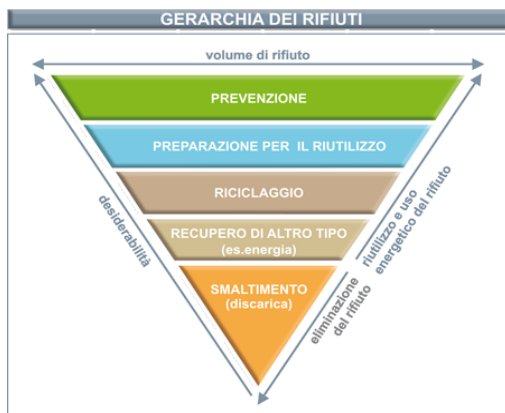 GERARCHIA DEI RIFIUTI
volume di rifiuto
PREVENZIONE
PREPARAZIONE PER IL RIUTILIZZO
RICICLAGGIO
RECUPERO DI ALTRO TIPO
(es.energia)
SMALTIMENTO
(discarica)
desiderabilità
riutilizzo e uso
energetico del rifiuto
eliminazione
del rifiuto